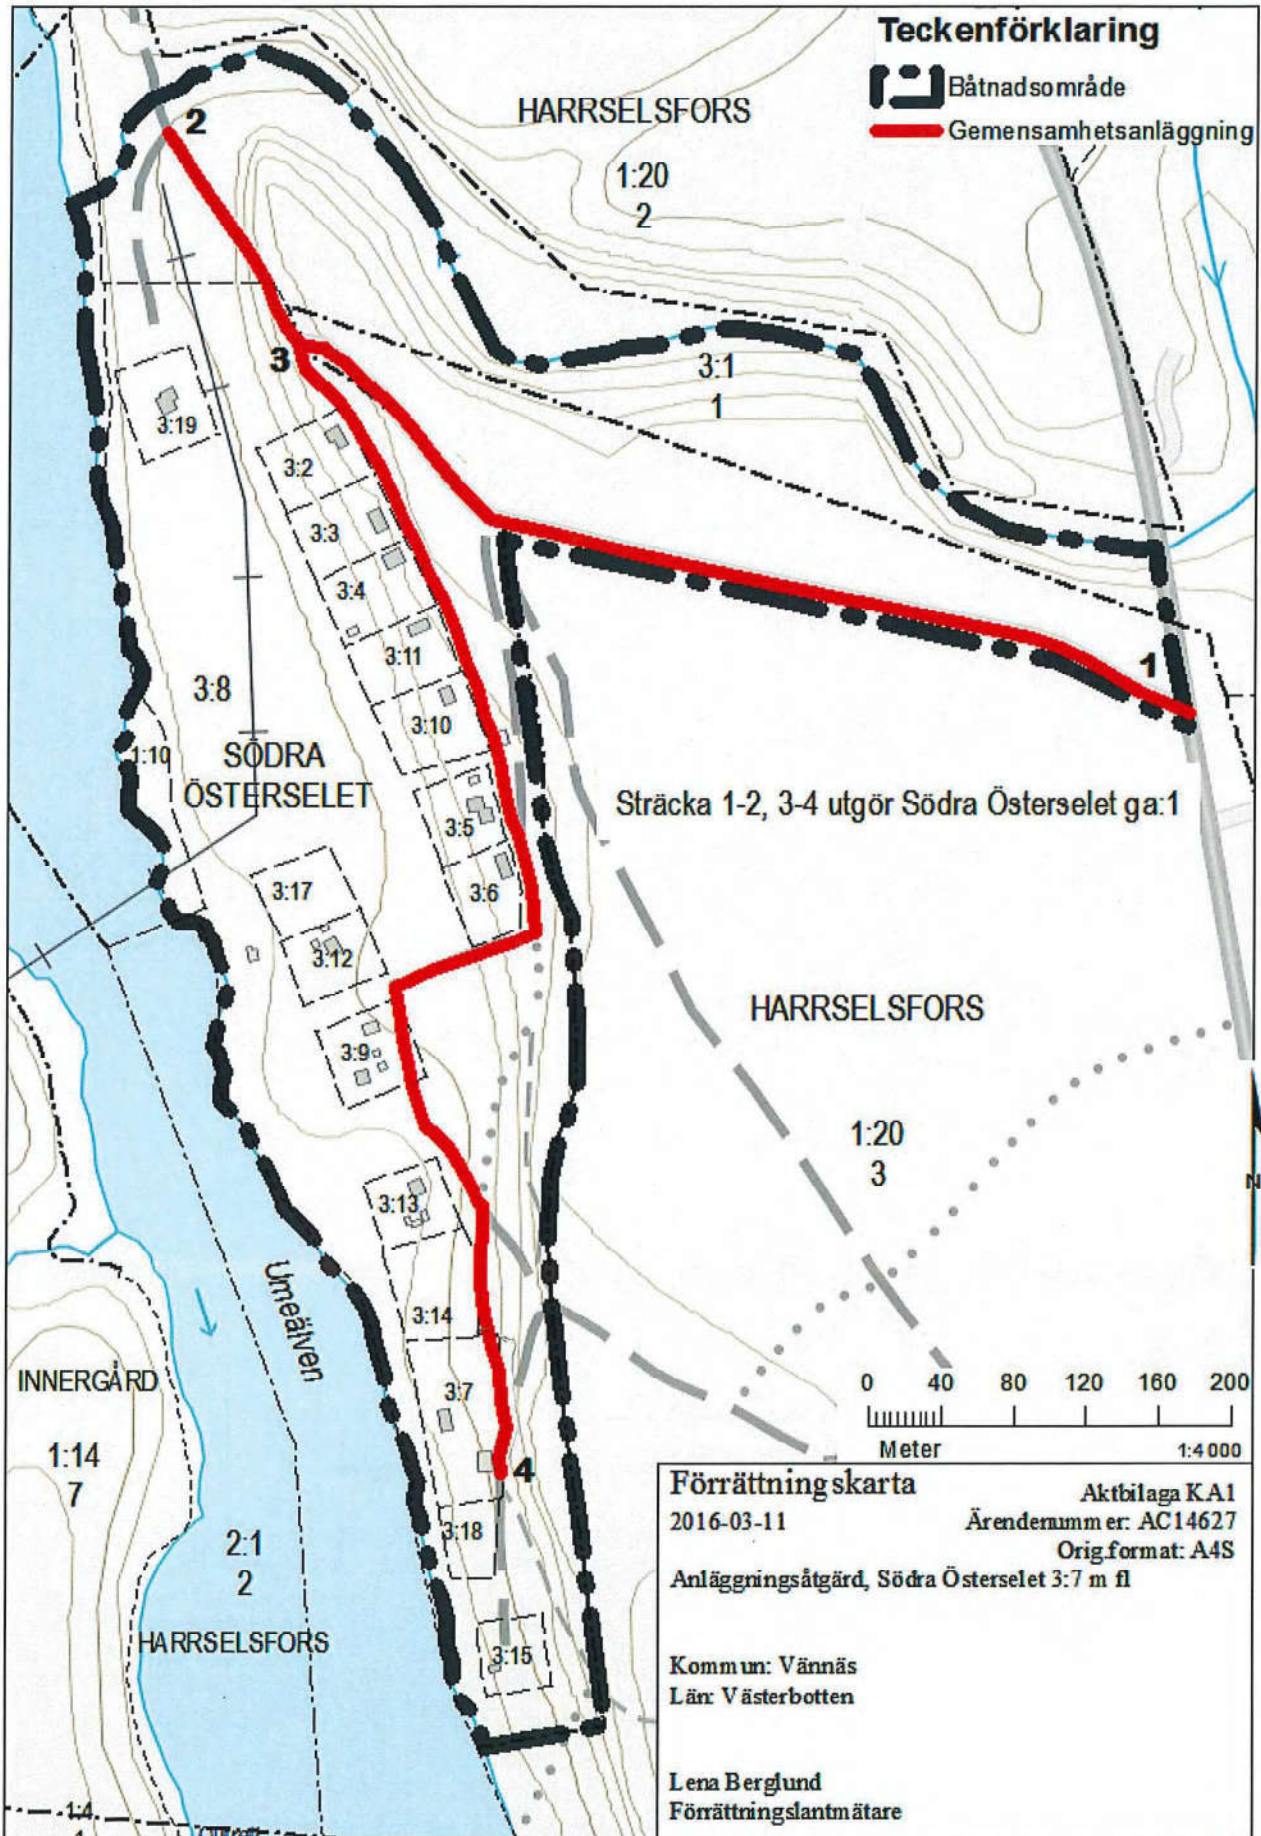 Teckenförklaring
Båtnadsområde
Gemensamhetsanläggning
HARRSELSFORS
1:20
2
2
3
3:1
1
3:19
3:2
3:3
3:4
3:11
3:10
3:8
1:10
SÖDRA
ÖSTERSELET
1
Sträcka 1-2, 3-4 utgör Södra Österselet ga:1
3:5
3:6
3:17
3:12
3:9
HARRSELSFORS
1:20
3
N
3:13
3:14
Umeälven
3:7
4
INNERGÅRD
1:14
7
2:1
2
HARRSELSFORS
3:18
3:15
0 40 80 120 160 200
Meter 1:4 000
Förrättningskarta
Aktbilaga KA1
2016-03-11
Ärendenummer: AC14627
Orig.format: A4S
Anläggningsåtgärd, Södra Österselet 3:7 m fl
Kommun: Vännäs
Län: Västerbotten
Lena Berglund
Förrättningslantmätare
1:4